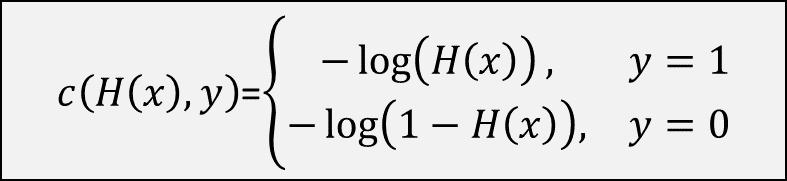 c(H(x), y)={ − log(H(x)), y = 1
− log(1 − H(x)), y = 0